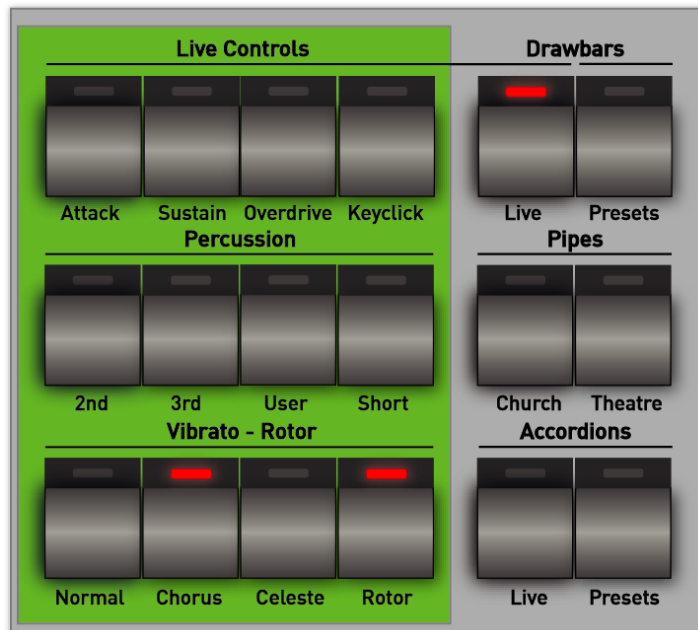 Live Controls Drawbars
Attack Sustain Overdrive Keyclick Live Presets
Percussion Pipes
2nd 3rd User Short Church Theatre
Vibrato - Rotor Accordions
Normal Chorus Celeste Rotor Live Presets